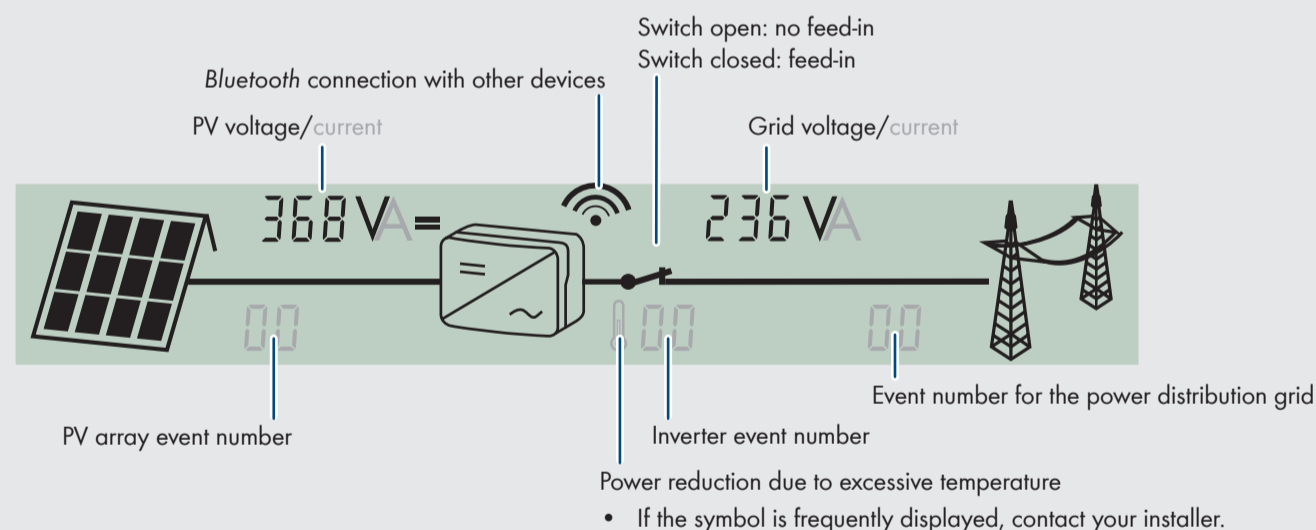 Switch open: no feed-in
Switch closed: feed-in
Bluetooth connection with other devices
PV voltage/current
Grid voltage/current
368 VA
236 VA
00
00
00
Event number for the power distribution grid
PV array event number
Inverter event number
Power reduction due to excessive temperature
• If the symbol is frequently displayed, contact your installer.